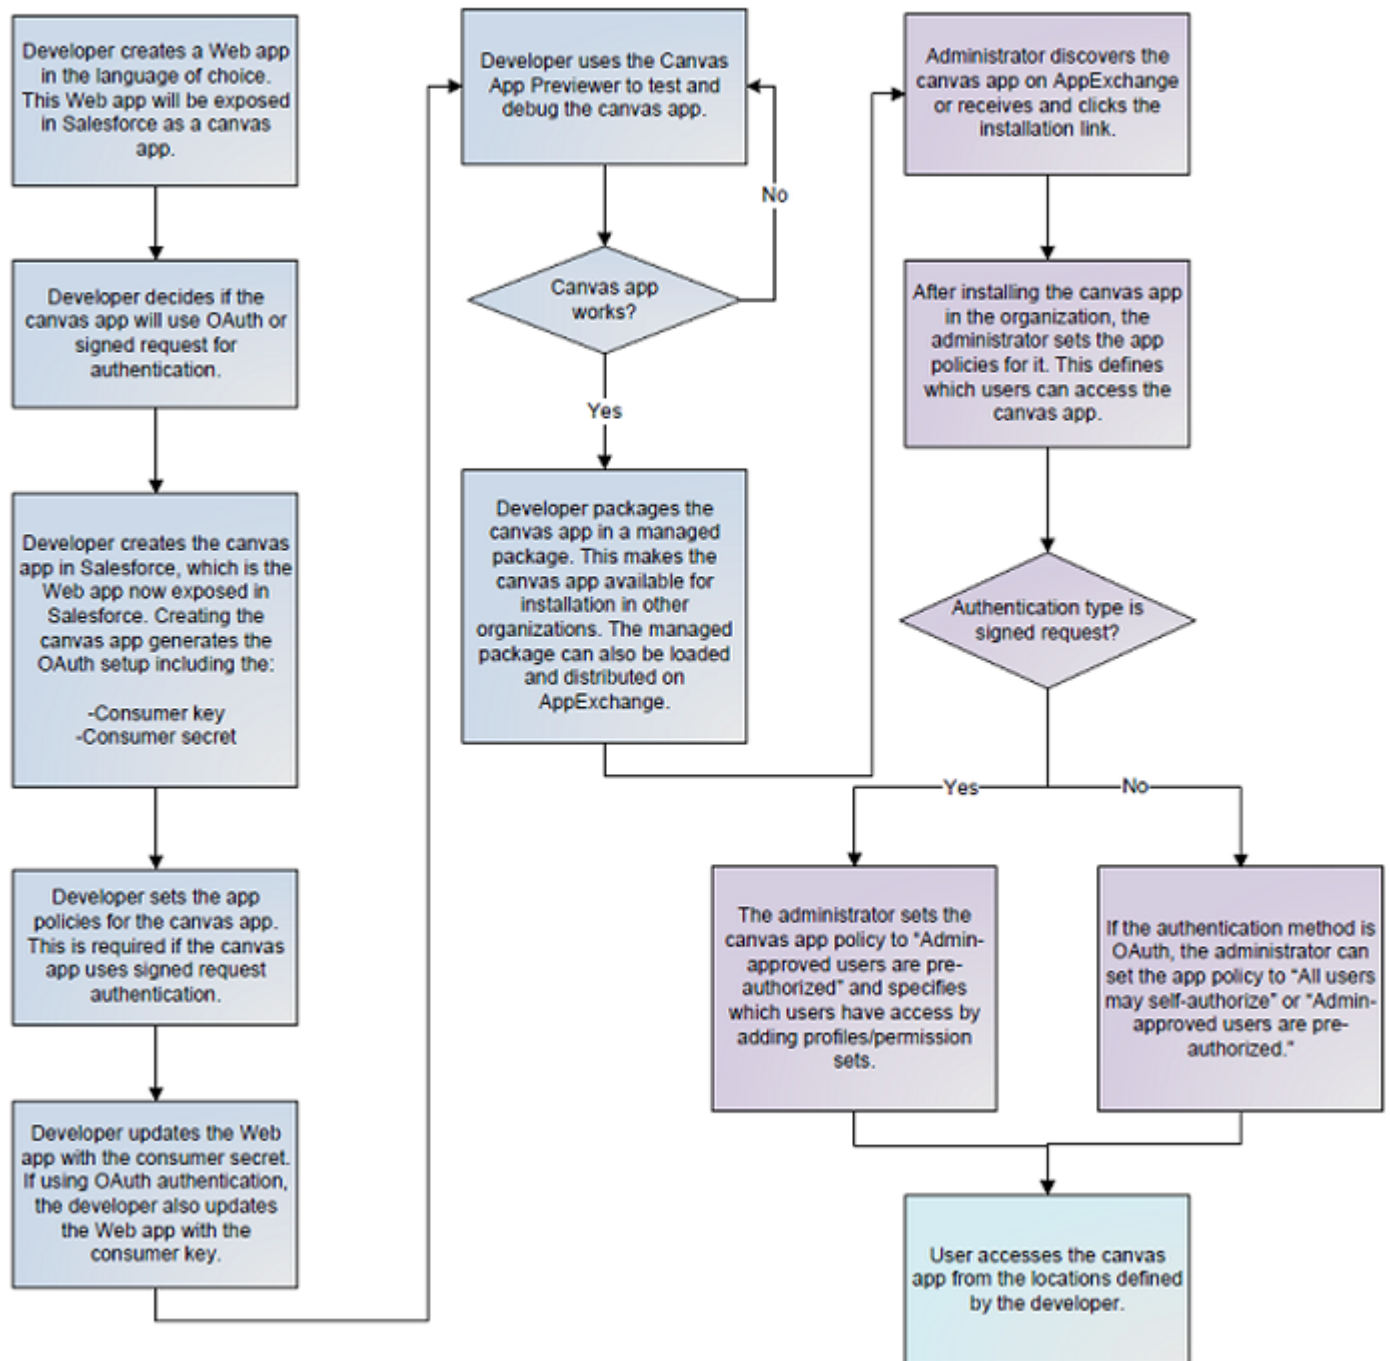 Developer creates a Web app
in the language of choice.
This Web app will be exposed
in Salesforce as a canvas
app.
Developer decides if the
canvas app will use OAuth or
signed request for
authentication.
Developer creates the canvas
app in Salesforce, which is the
Web app now exposed in
Salesforce. Creating the
canvas app generates the
OAuth setup including the:
-Consumer key
-Consumer secret
Developer sets the app
policies for the canvas app.
This is required if the canvas
app uses signed request
authentication.
Developer updates the Web
app with the consumer secret.
If using OAuth authentication,
the developer also updates
the Web app with the
consumer key.
Developer uses the Canvas
App Previewer to test and
debug the canvas app.
No
Canvas app
works?
Yes
Developer packages the
canvas app in a managed
package. This makes the
canvas app available for
installation in other
organizations. The managed
package can also be loaded
and distributed on
AppExchange.
Administrator discovers the
canvas app on AppExchange
or receives and clicks the
installation link.
After installing the canvas app
in the organization, the
administrator sets the app
policies for it. This defines
which users can access the
canvas app.
Authentication type is
signed request?
Yes
No
The administrator sets the
canvas app policy to “Admin-
approved users are pre-
authorized” and specifies
which users have access by
adding profiles/permission
sets.
If the authentication method is
OAuth, the administrator can
set the app policy to “All users
may self-authorize” or “Admin-
approved users are pre-
authorized.”
User accesses the canvas
app from the locations defined
by the developer.